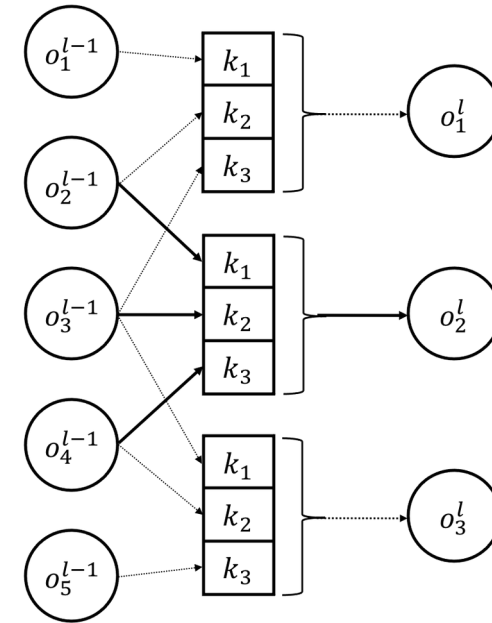 o_1^{l-1}
o_2^{l-1}
o_3^{l-1}
o_4^{l-1}
o_5^{l-1}
k_1
k_2
k_3
k_1
k_2
k_3
k_1
k_2
k_3
o_1^l
o_2^l
o_3^l